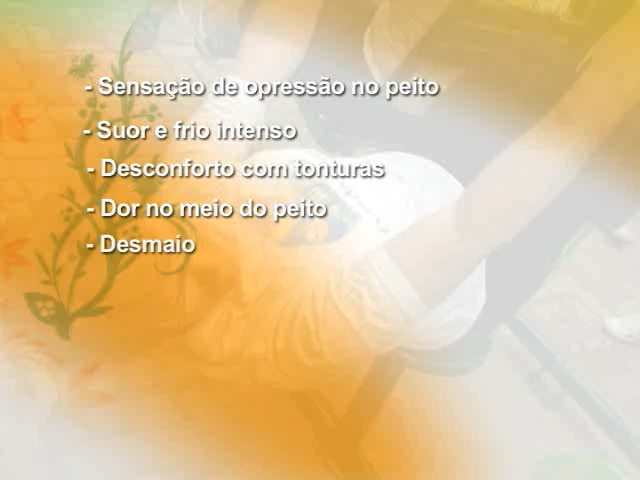 - Sensação de opressão no peito
- Suor e frio intenso
- Desconforto com tonturas
- Dor no meio do peito
- Desmaio